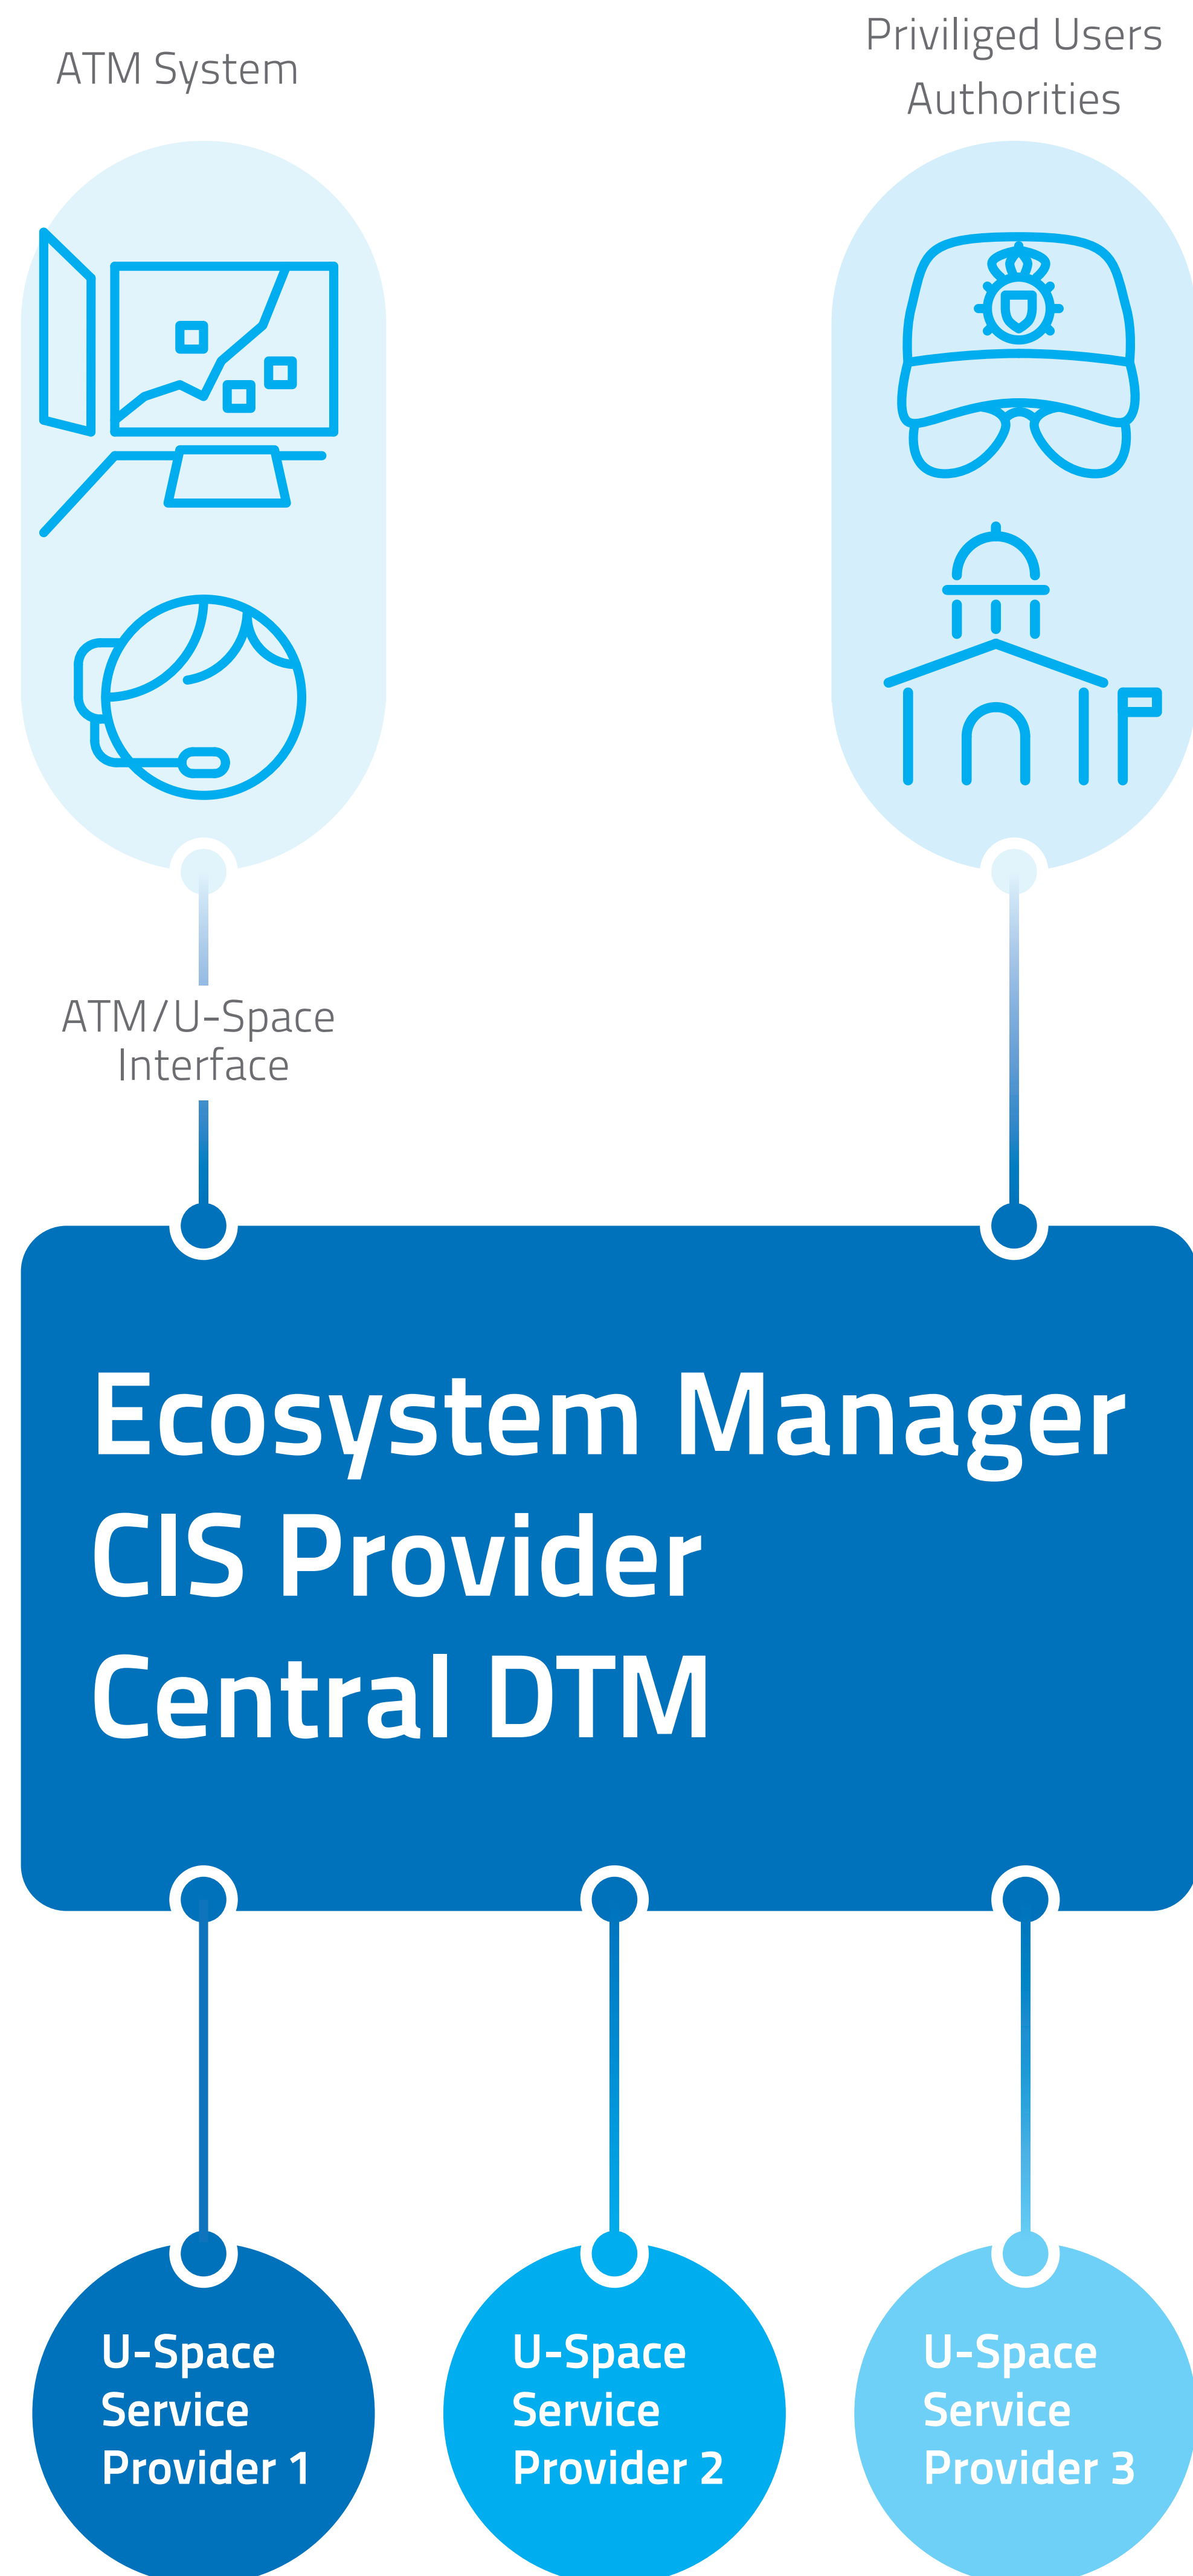 ATM System
Priviliged Users
Authorities
ATM/U-Space
Interface
Ecosystem Manager
CIS Provider
Central DTM
U-Space
Service
Provider 1
U-Space
Service
Provider 2
U-Space
Service
Provider 3